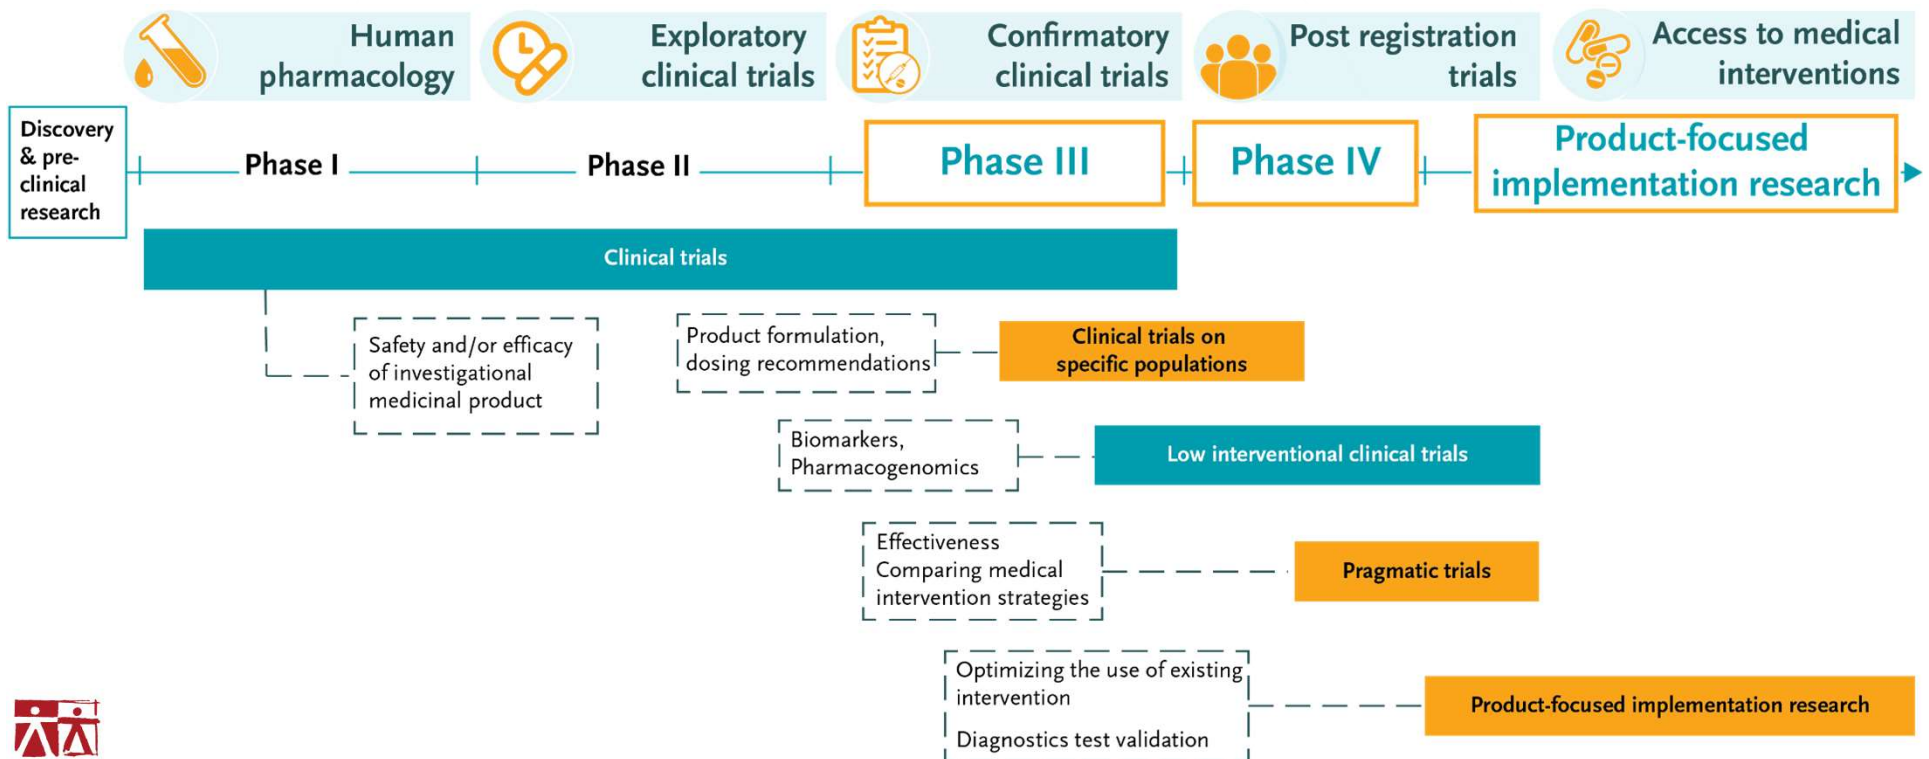 Human
pharmacology
Exploratory
clinical trials
Confirmatory
clinical trials
Post registration
trials
Access to medical
interventions
Discovery
& pre-
clinical
research
Phase I
Phase II
Phase III
Phase IV
Product-focused
implementation research
Clinical trials
Safety and/or efficacy
of investigational
medicinal product
Product formulation,
dosing recommendations
Clinical trials on
specific populations
Biomarkers,
Pharmacogenomics
Low interventional clinical trials
Effectiveness
Comparing medical
intervention strategies
Pragmatic trials
Optimizing the use of existing
intervention
Diagnostics test validation
Product-focused implementation research